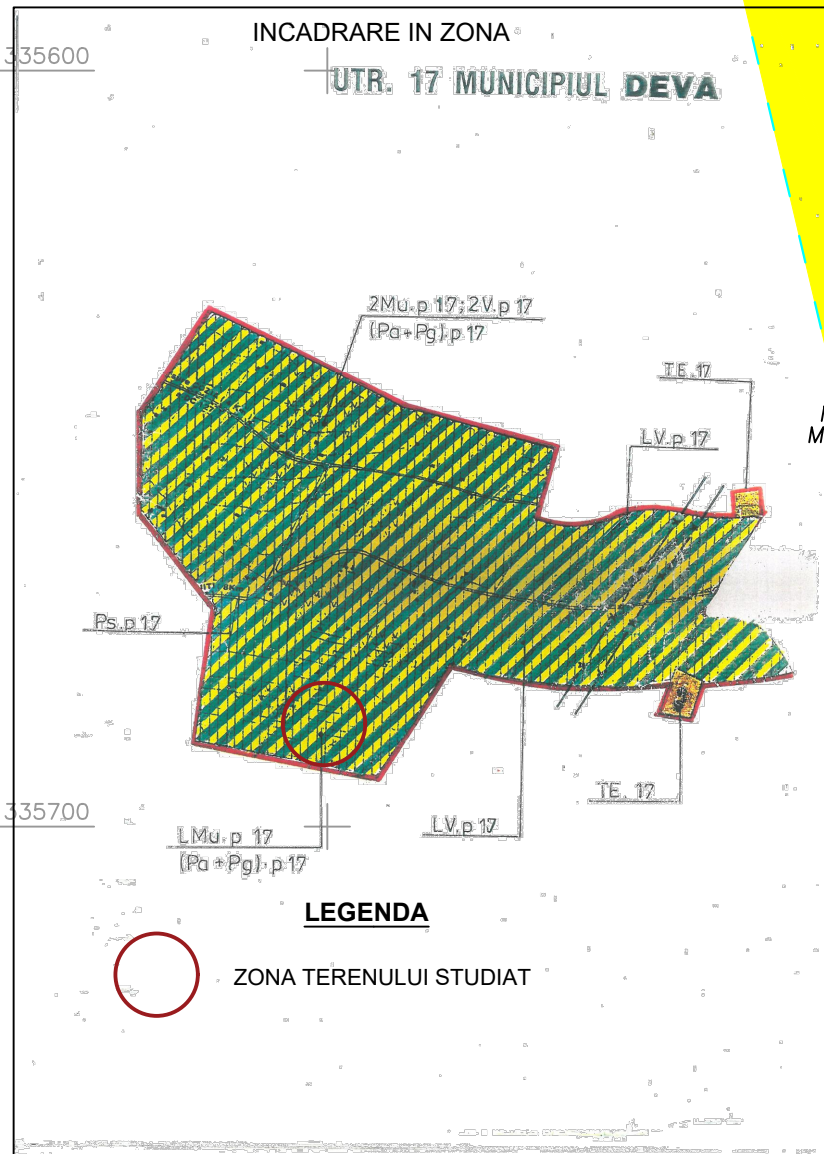 INCADRARE IN ZONA
335600
UTR. 17 MUNICIPIUL DEVA
2Mu.p 17; 2V.p 17
(Pa+Pg).p 17
TE.17
LV.p 17
M
Ps.p 17
TE. 17
335700
LMu.p 17
(Pa+Pg).p 17
LV.p 17
LEGENDA
ZONA TERENULUI STUDIAT